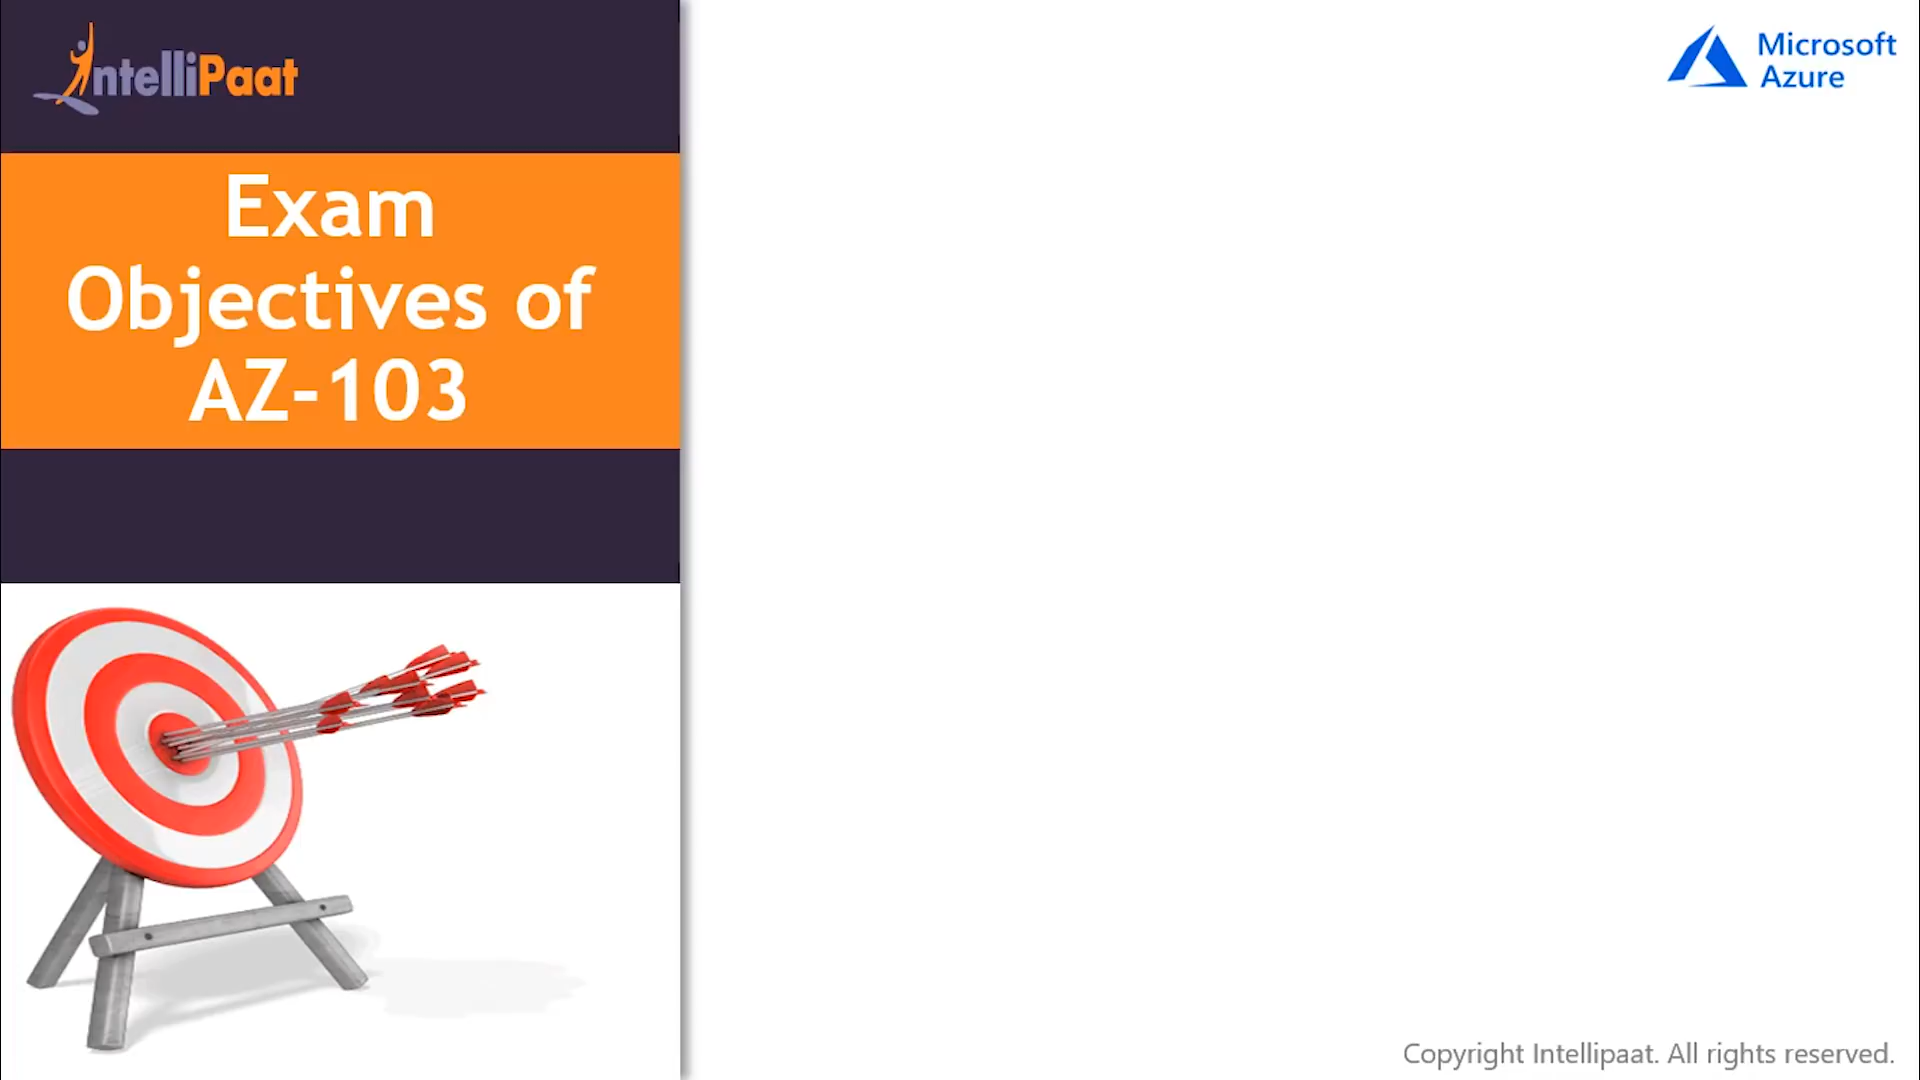 IntelliPaat
Exam
Objectives of
AZ-103
Microsoft
Azure
Copyright Intellipaat. All rights reserved.